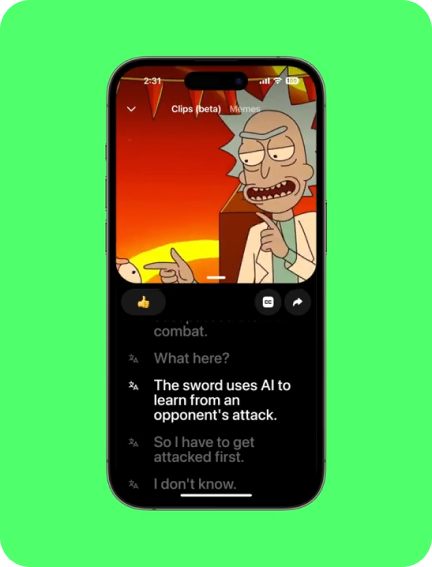 2:31
Clips (beta) Memes
combat.
What here?
The sword uses AI to
learn from an
opponent's attack.
So I have to get
attacked first.
I don't know.